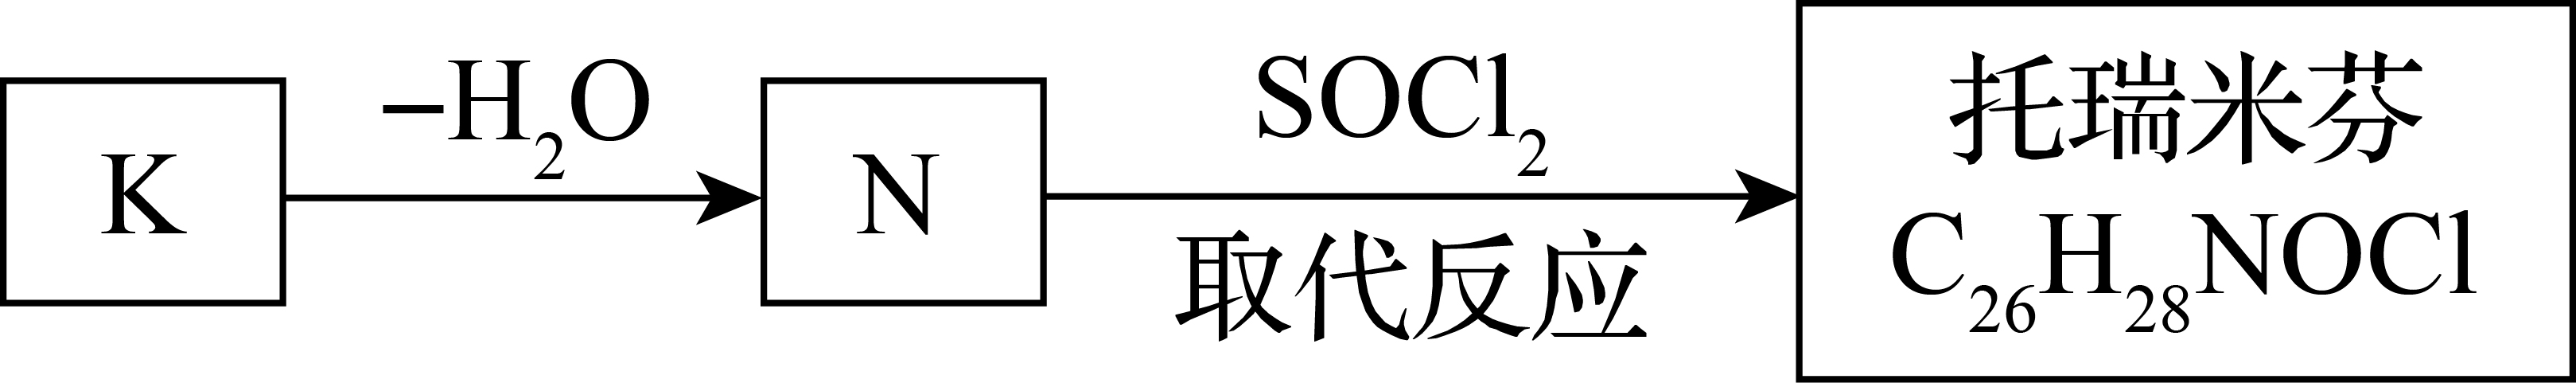 K
–H₂O
N
SOCl₂
取代反应
托瑞米芬
C₂₆H₂₈NOCl